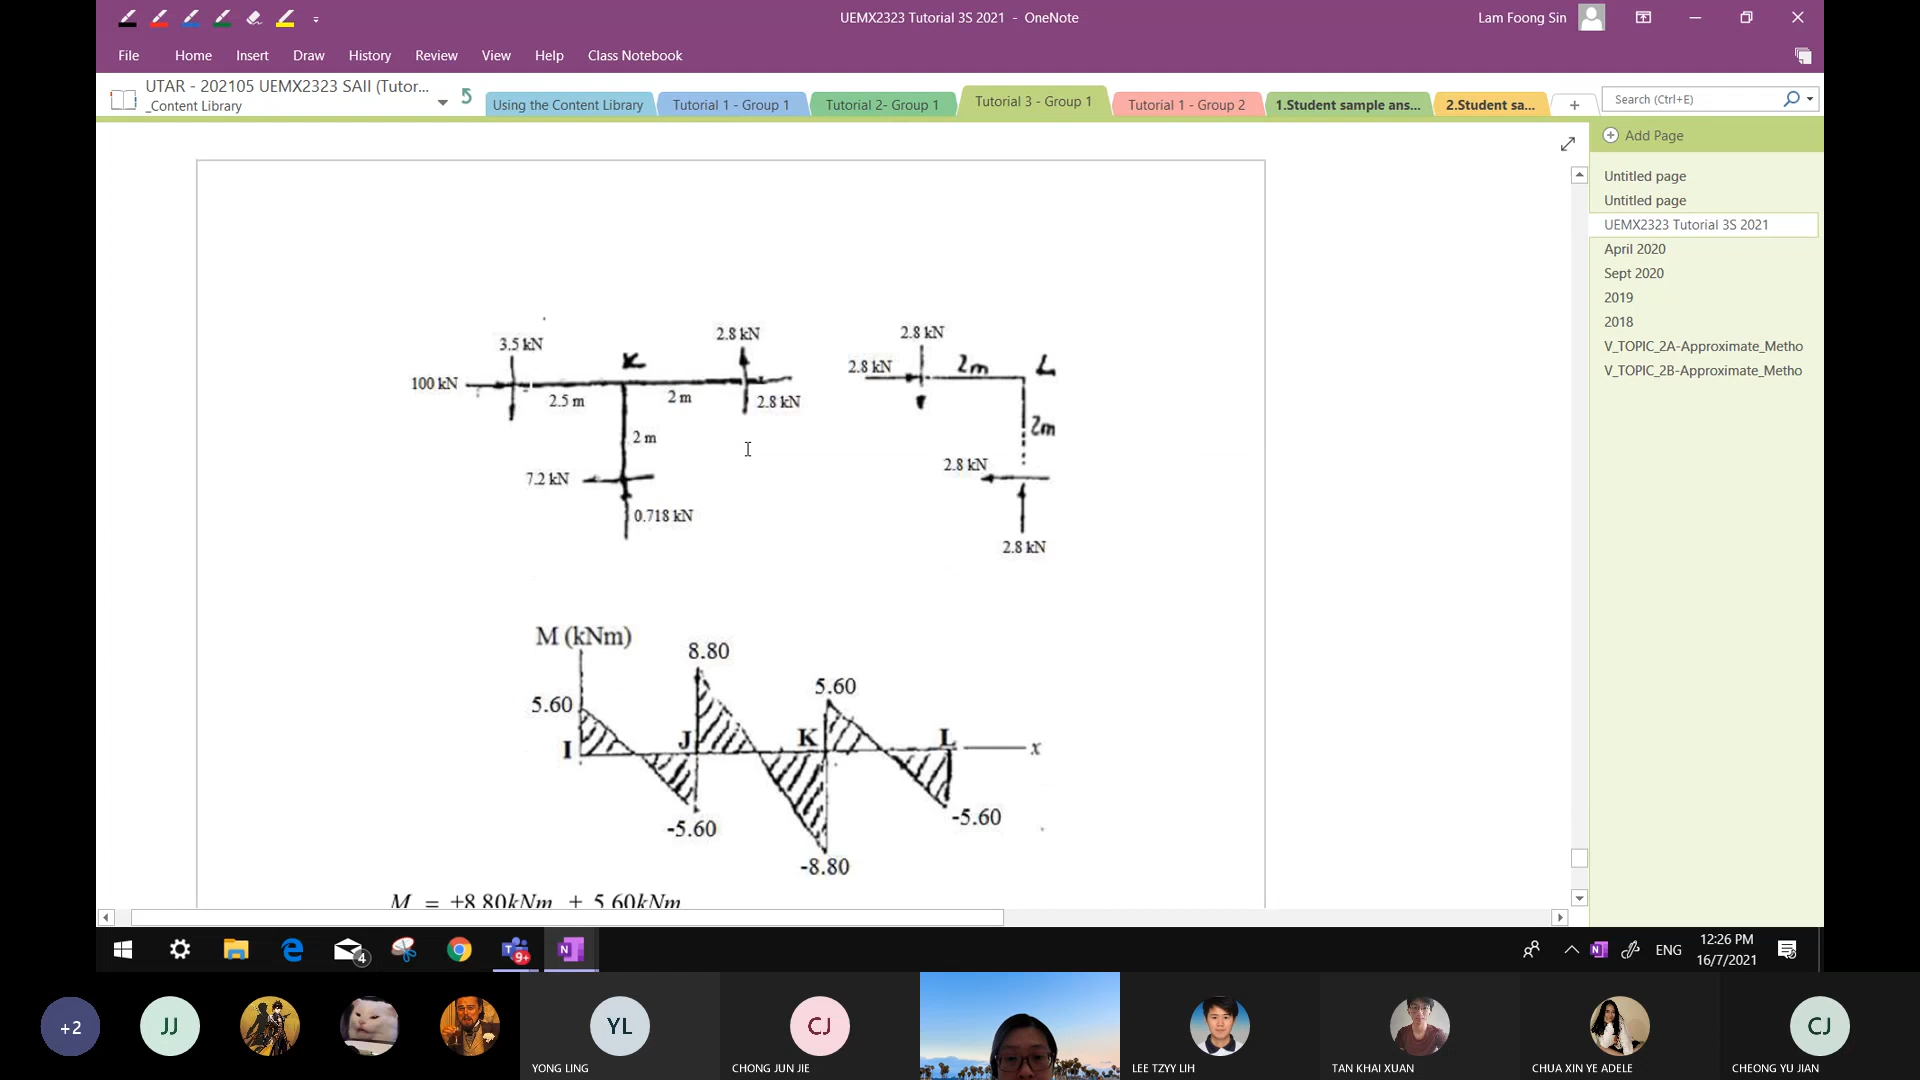 UEMX2323 Tutorial 3S 2021 - OneNote
Lam Foong Sin
File Home Insert Draw History Review View Help Class Notebook
UTAR - 202105 UEMX2323 SAII (Tutor...
_Content Library
Using the Content Library
Tutorial 1 - Group 1
Tutorial 2- Group 1
Tutorial 3 - Group 1
Tutorial 1 - Group 2
1.Student sample ans...
2.Student sa...
Search (Ctrl+E)
Add Page
Untitled page
Untitled page
UEMX2323 Tutorial 3S 2021
April 2020
Sept 2020
2019
2018
V_TOPIC_2A-Approximate_Metho
V_TOPIC_2B-Approximate_Metho
3.5 kN
K
2.8 kN
100 kN
2.5 m
2 m
2.8 kN
2 m
7.2 kN
0.718 kN
2.8 kN
2.8 kN
2m
L
2m
2.8 kN
2.8 kN
M (kNm)
8.80
5.60
5.60
I
J
K
L
x
-5.60
-5.60
-8.80
M = ±8.80kNm ± 5.60kNm
4
9+
ENG
12:26 PM
16/7/2021
+2
JJ
YL
YONG LING
CJ
CHONG JUN JIE
LEE TZYY LIH
TAN KHAI XUAN
CHUA XIN YE ADELE
CJ
CHEONG YU JIAN